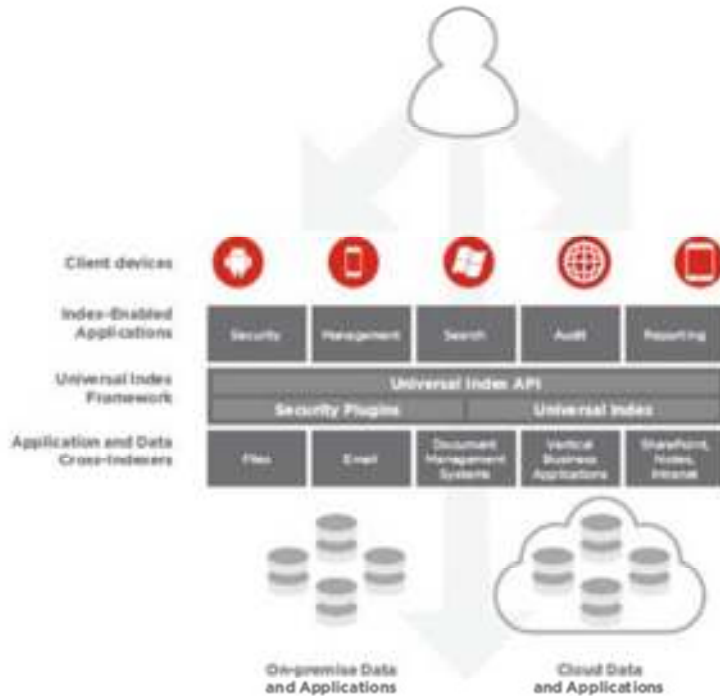 Client devices
Index-Enabled
Applications
Security
Management
Search
Audit
Reporting
Universal Index
Framework
Universal Index API
Security Plugins
Universal Index
Application and Data
Cross-Indexers
Files
Email
Document
Management
Systems
Vertical
Business
Applications
SharePoint,
Notes,
Intranet
On-premise Data
and Applications
Cloud Data
and Applications